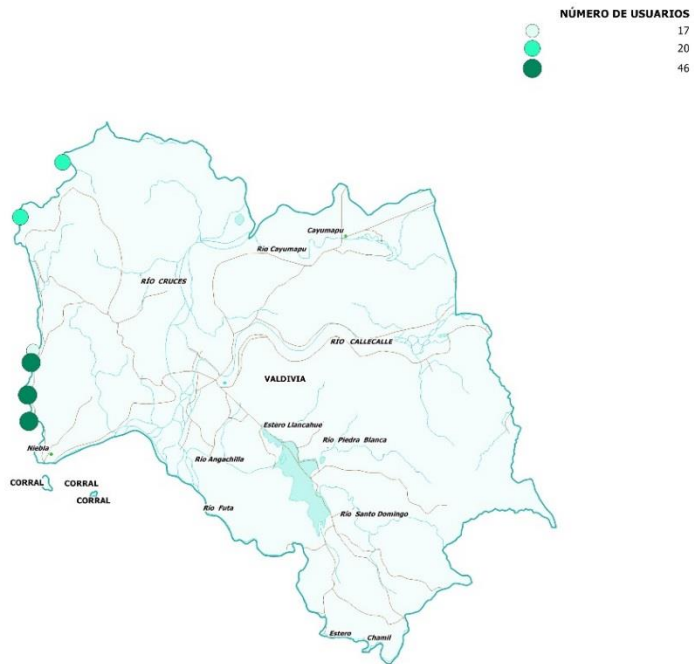 NÚMERO DE USUARIOS
17
20
46
Cayumapu
Río Cayumapu
RÍO CRUCES
RÍO CALLECALLE
VALDIVIA
Estero Llancahue
Río Piedra Blanca
Niebla
Río Angachilla
CORRAL
CORRAL
CORRAL
Río Futa
Río Santo Domingo
Estero Chamil